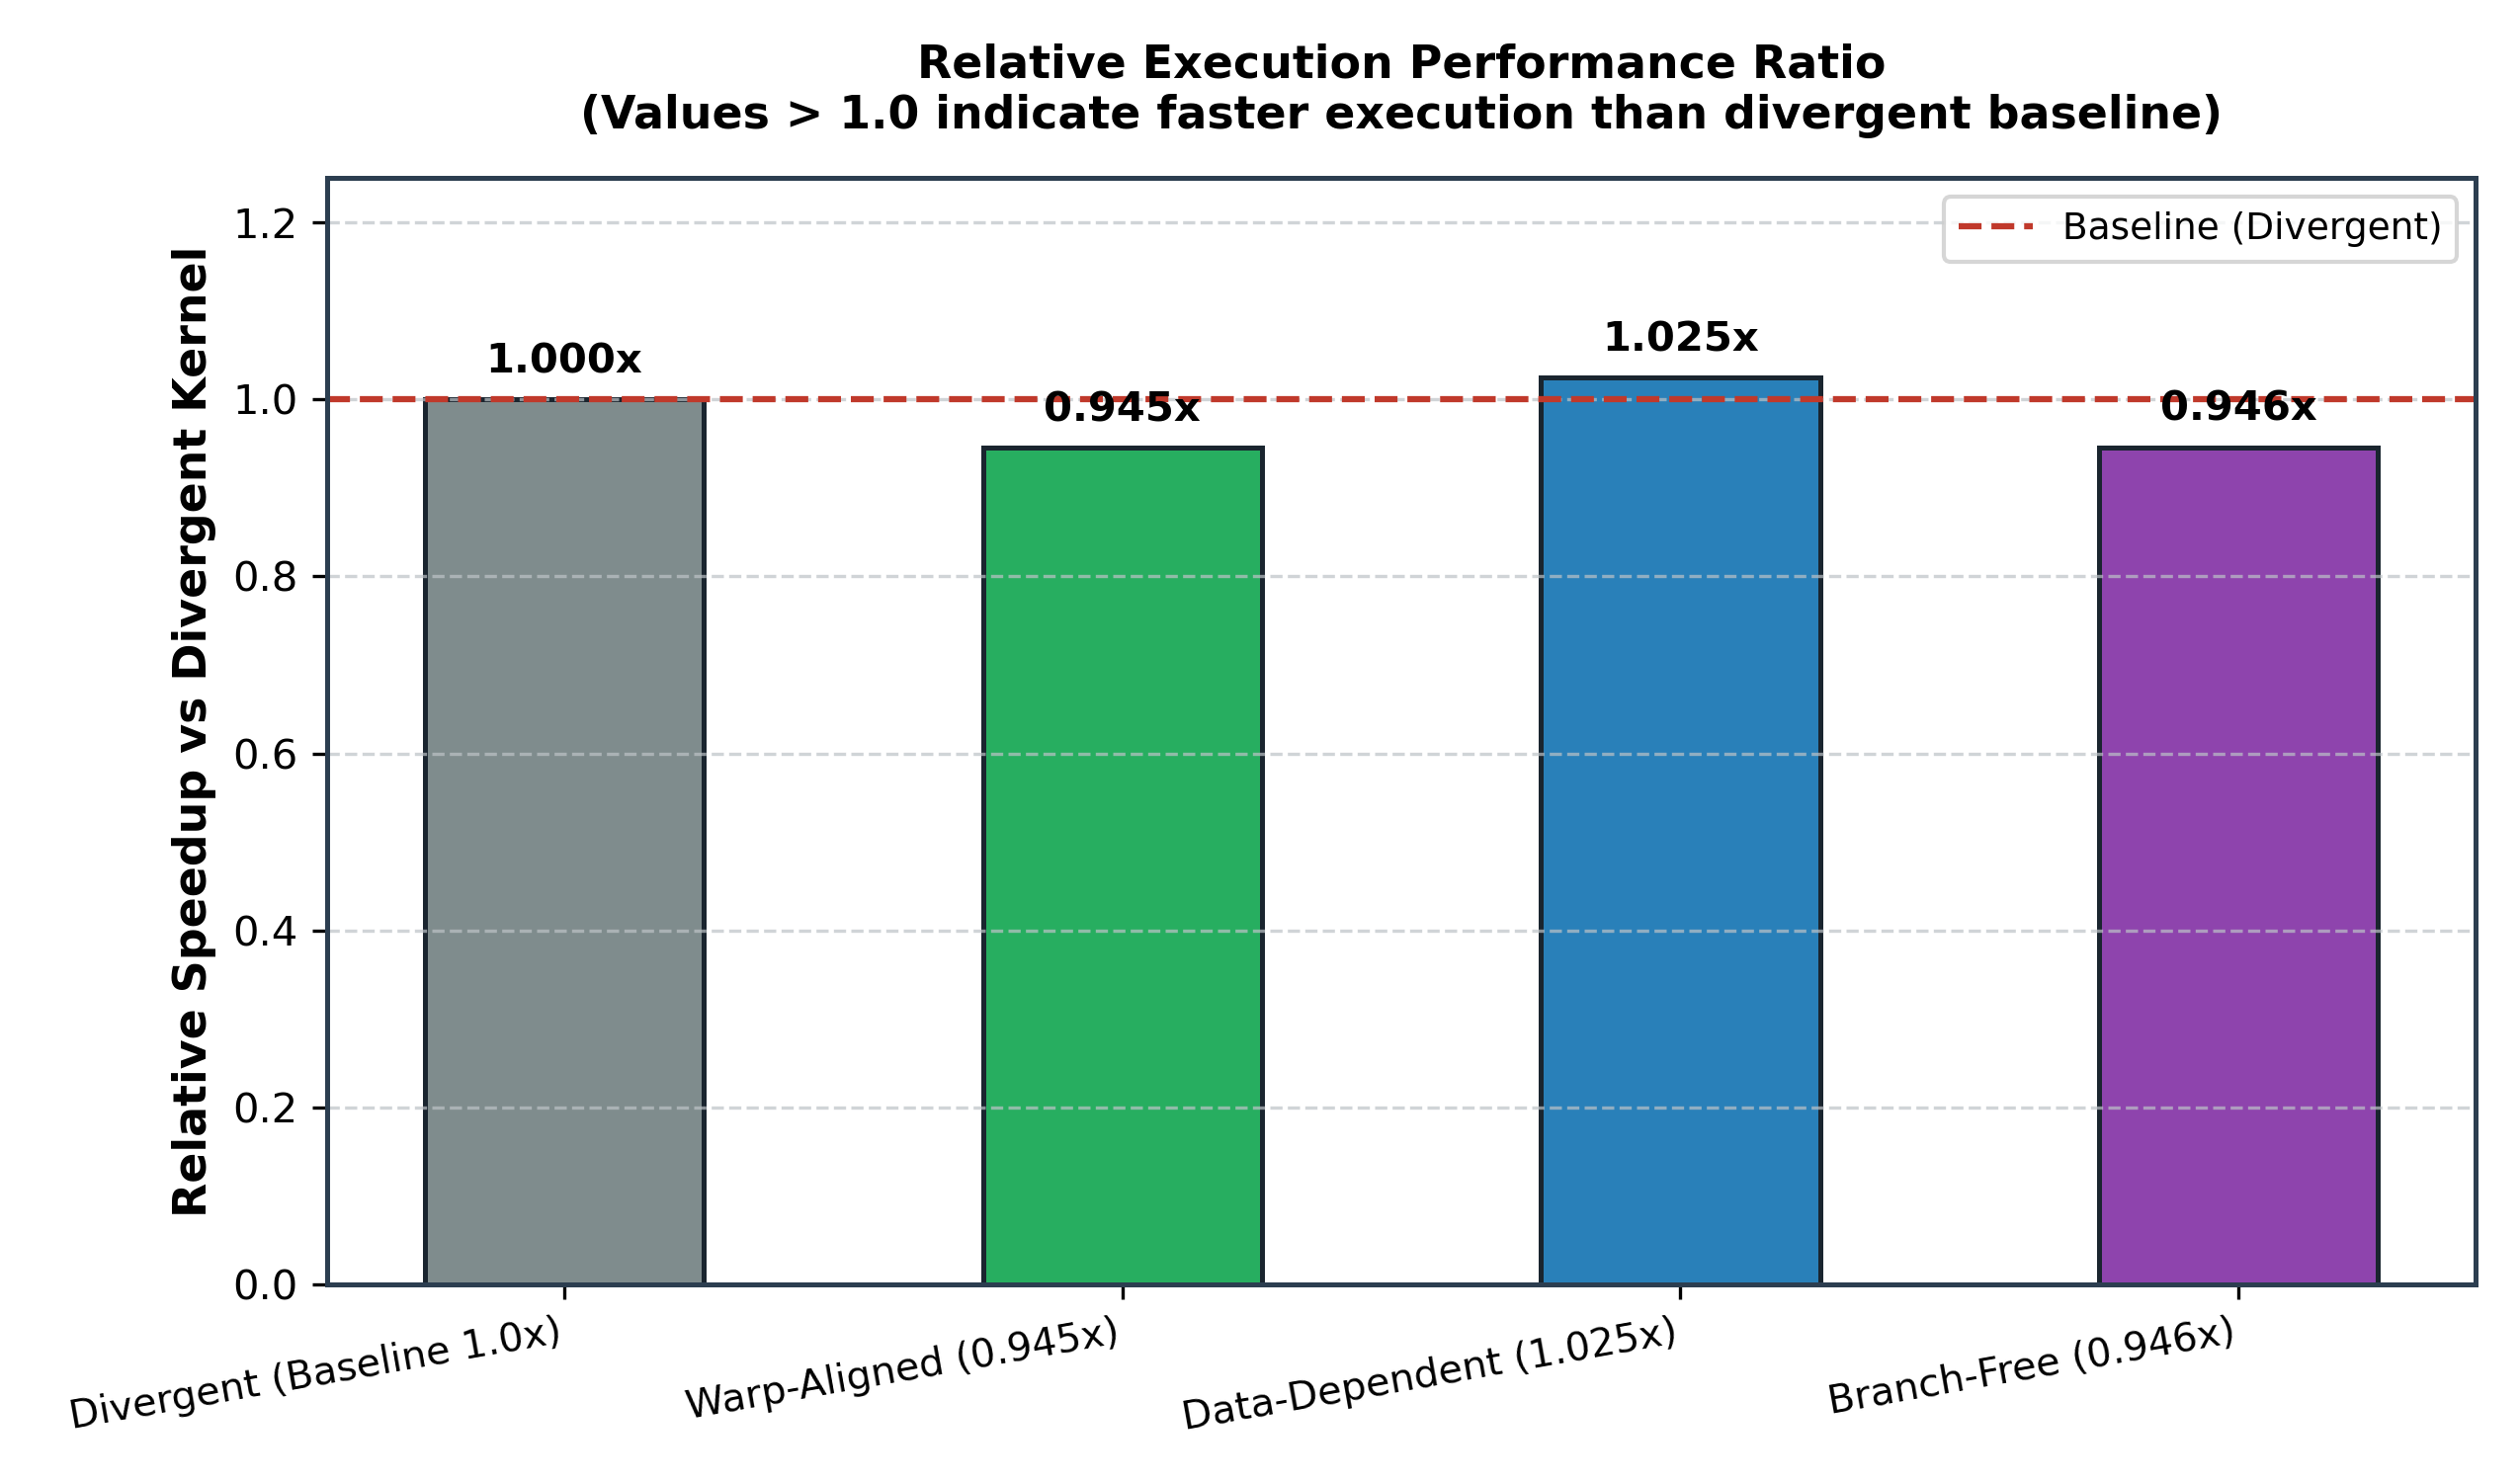 Relative Execution Performance Ratio
(Values > 1.0 indicate faster execution than divergent baseline)
Relative Speedup vs Divergent Kernel
1.2
1.0
0.8
0.6
0.4
0.2
0.0
Baseline (Divergent)
1.000x
0.945x
1.025x
0.946x
Divergent (Baseline 1.0x)
Warp-Aligned (0.945x)
Data-Dependent (1.025x)
Branch-Free (0.946x)